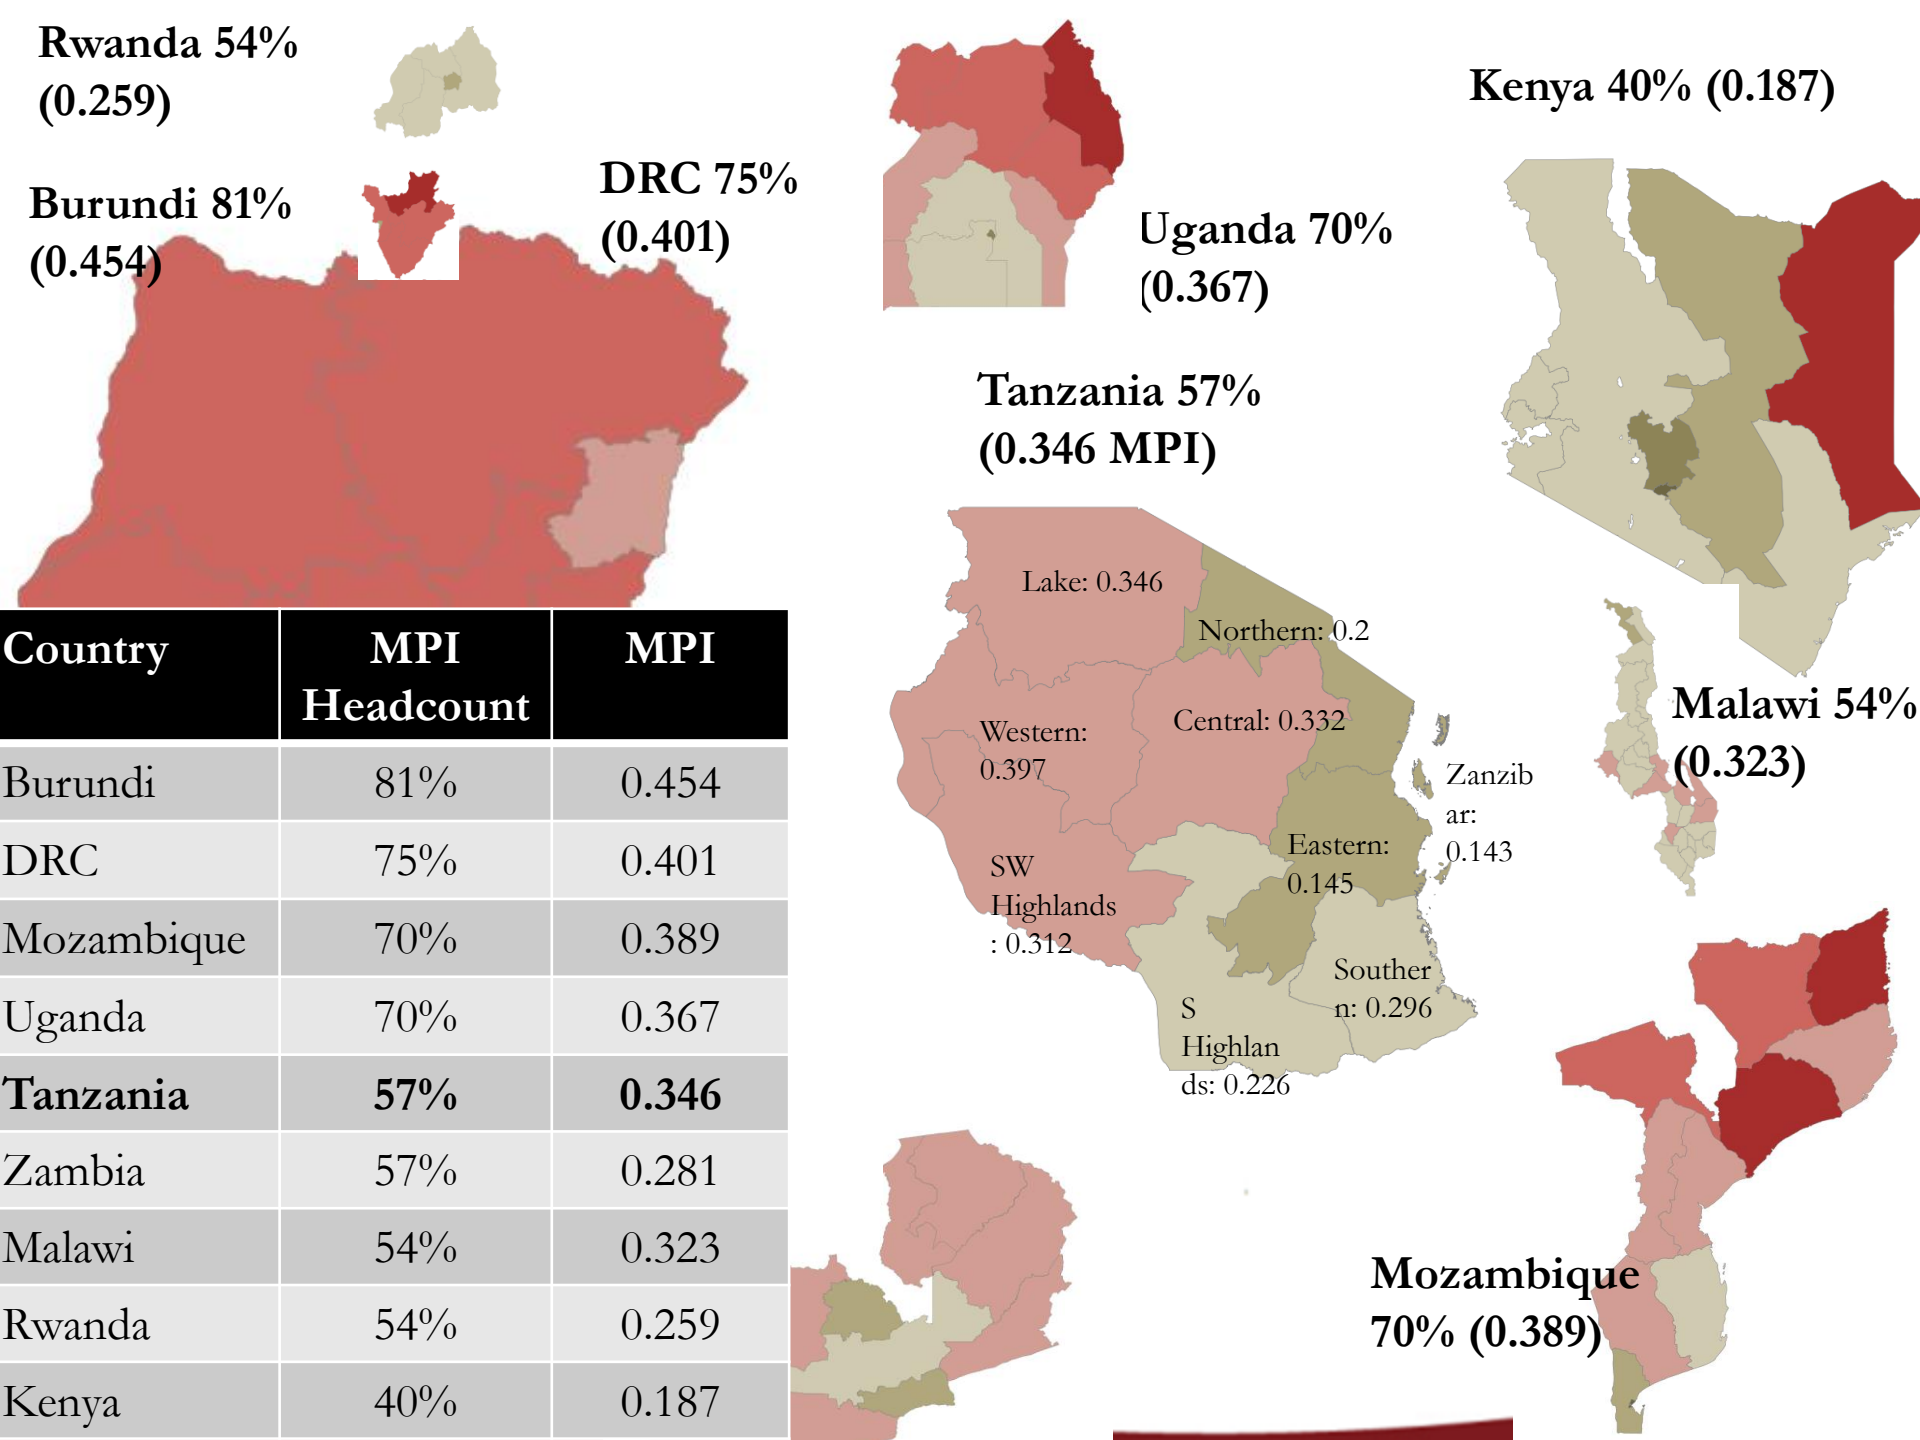 Rwanda 54%
(0.259)
Kenya 40% (0.187)
DRC 75%
(0.401)
Burundi 81%
(0.454)
Uganda 70%
(0.367)
Tanzania 57%
(0.346 MPI)
Lake: 0.346
Northern: 0.2
Western:
0.397
Central: 0.332
Zanzib
ar:
0.143
Eastern:
0.145
SW
Highlands
: 0.312
Souther
n: 0.296
S
Highlan
ds: 0.226
Malawi 54%
(0.323)
Mozambique
70% (0.389)
Country MPI MPI
Headcount
Burundi 81% 0.454
DRC 75% 0.401
Mozambique 70% 0.389
Uganda 70% 0.367
Tanzania 57% 0.346
Zambia 57% 0.281
Malawi 54% 0.323
Rwanda 54% 0.259
Kenya 40% 0.187